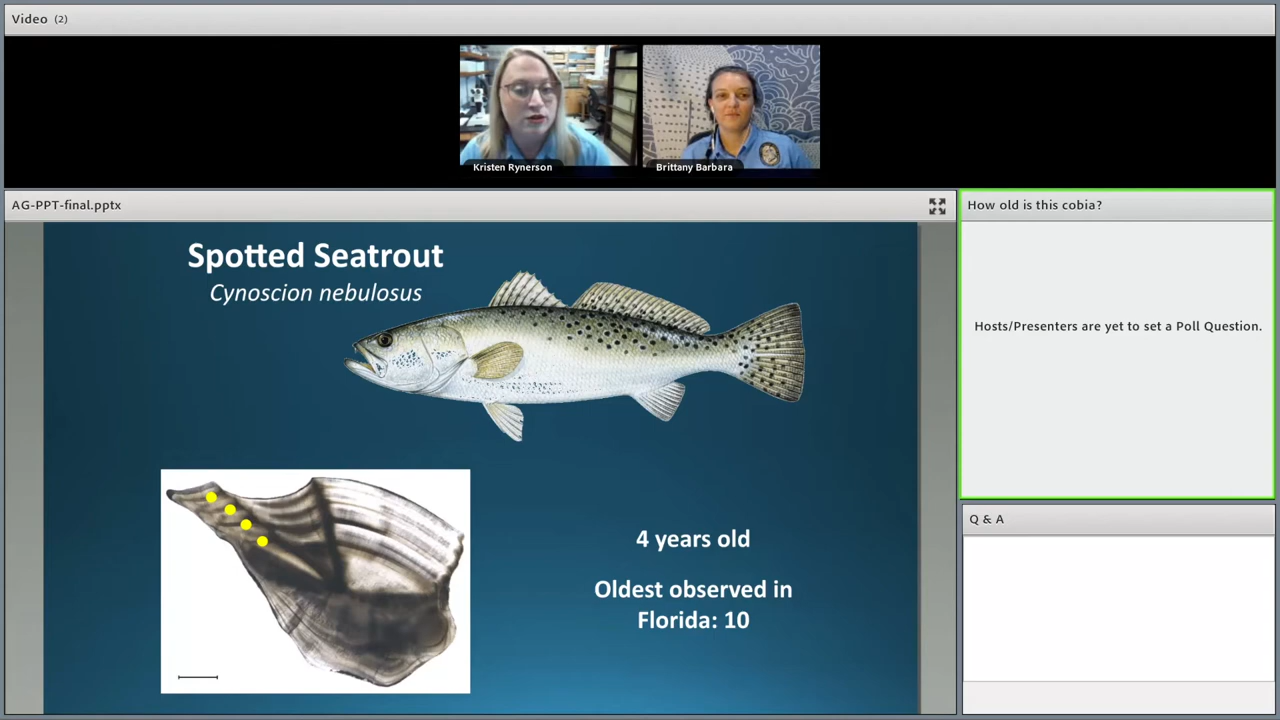 Video (2)
Kristen Rynerson
Brittany Barbara
AG-PPT-final.pptx
Spotted Seatrout
Cynoscion nebulosus
4 years old
Oldest observed in
Florida: 10
How old is this cobia?
Hosts/Presenters are yet to set a Poll Question.
Q & A